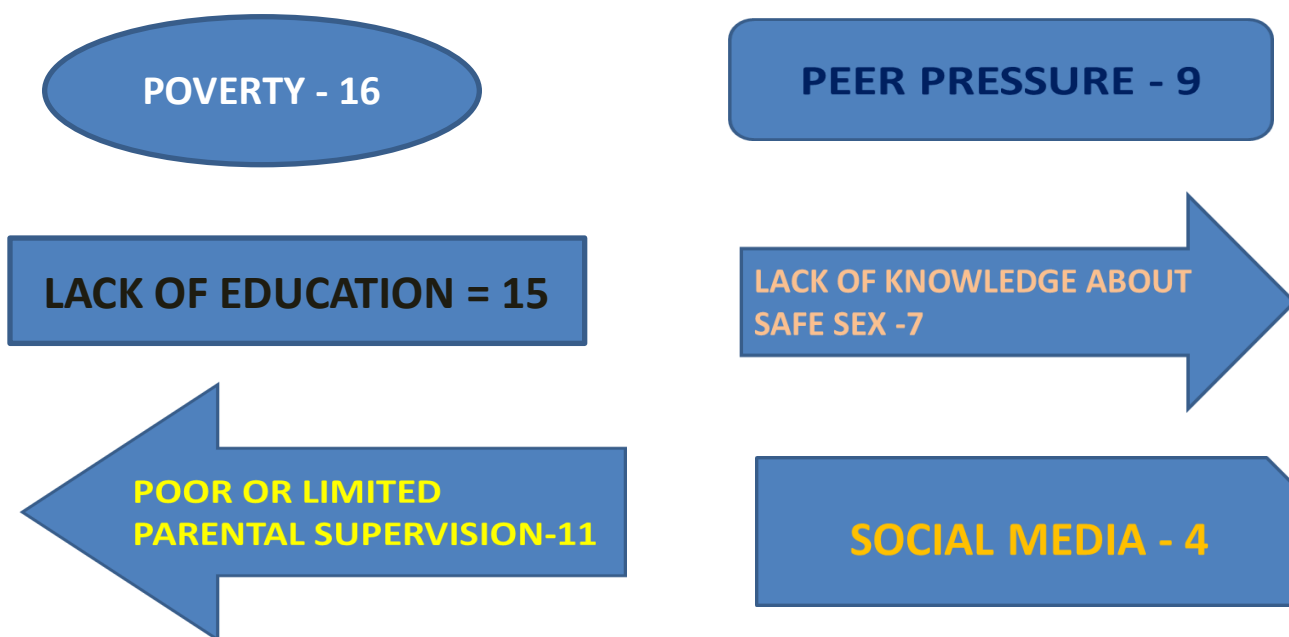 POVERTY - 16
PEER PRESSURE - 9
LACK OF EDUCATION = 15
LACK OF KNOWLEDGE ABOUT
SAFE SEX -7
POOR OR LIMITED
PARENTAL SUPERVISION-11
SOCIAL MEDIA - 4